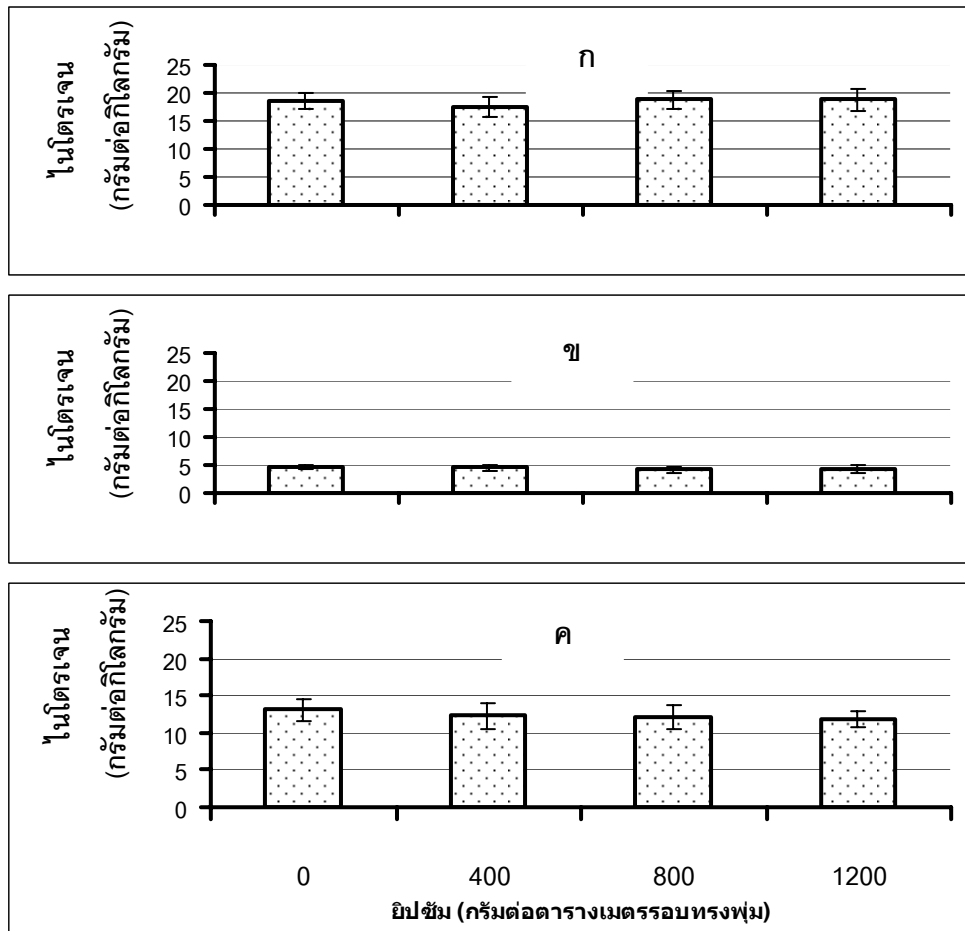 ก
ไนโตรเจน
(กรัมต่อกิโลกรัม)
25
20
15
10
5
0
ข
ไนโตรเจน
(กรัมต่อกิโลกรัม)
25
20
15
10
5
0
ค
ไนโตรเจน
(กรัมต่อกิโลกรัม)
25
20
15
10
5
0
0 400 800 1200
ยิปซัม (กรัมต่อตารางเมตรรอบทรงพุ่ม)